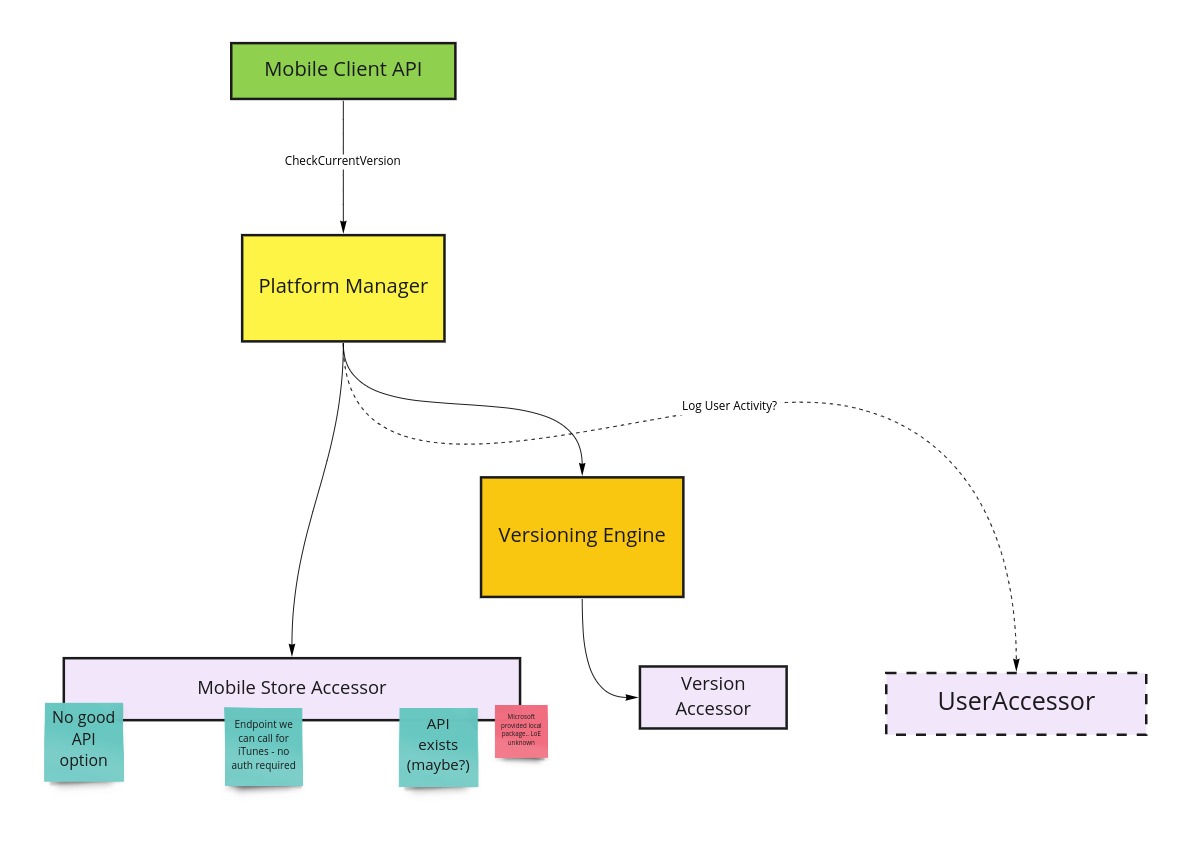 Mobile Client API
CheckCurrentVersion
Platform Manager
Log User Activity?
Versioning Engine
Mobile Store Accessor
Version
Accessor
UserAccessor
No good
API
option
Endpoint we
can call for
iTunes - no
auth required
API
exists
(maybe?)
Microsoft
provided local
package.. LoE
unknown